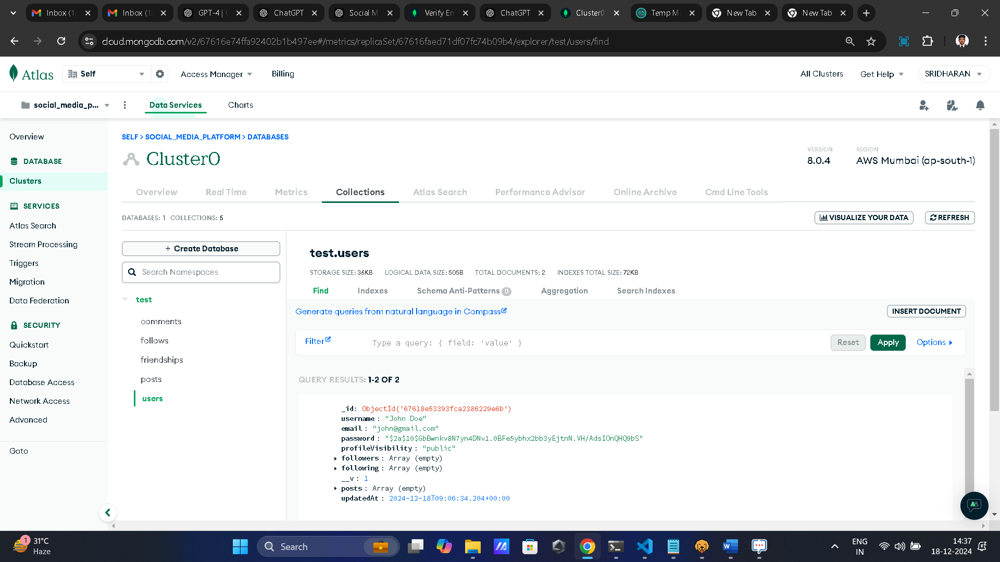 Inbox (1,
Inbox (1,
GPT-4 | 
ChatGPT
Social M
Verify Em
ChatGPT
Cluster0
Temp M
New Tab
New Tab
cloud.mongodb.com/v2/67616e74ffa92402b1b497ee#/metrics/replicaSet/67616faed71df07fc74b09b4/explorer/test/users/find
Atlas
Self
Access Manager
Billing
All Clusters
Get Help
SRIDHARAN
social_media_p...
Data Services
Charts
Overview
DATABASE
Clusters
SERVICES
Atlas Search
Stream Processing
Triggers
Migration
Data Federation
SECURITY
Quickstart
Backup
Database Access
Network Access
Advanced
Goto
SELF > SOCIAL_MEDIA_PLATFORM > DATABASES
Cluster0
VERSION
8.0.4
REGION
AWS Mumbai (ap-south-1)
Overview
Real Time
Metrics
Collections
Atlas Search
Performance Advisor
Online Archive
Cmd Line Tools
DATABASES: 1 COLLECTIONS: 5
VISUALIZE YOUR DATA
REFRESH
+ Create Database
Search Namespaces
test
comments
follows
friendships
posts
users
test.users
STORAGE SIZE: 36KB LOGICAL DATA SIZE: 505B TOTAL DOCUMENTS: 2 INDEXES TOTAL SIZE: 72KB
Find
Indexes
Schema Anti-Patterns 0
Aggregation
Search Indexes
Generate queries from natural language in Compass
INSERT DOCUMENT
Filter
Type a query: { field: 'value' }
Reset
Apply
Options
QUERY RESULTS: 1-2 OF 2
_id: ObjectId('67618e53393fca2386229e6b')
username : "John Doe"
email : "john@gmail.com"
password : "$2a$10$GbBwnkv8N7yn4DNv1.0BFe5ybhx2bb3yEjtnN.VH/AdsIOnQHQ9bS"
profileVisibility : "public"
followers : Array (empty)
following : Array (empty)
__v : 1
posts : Array (empty)
updatedAt : 2024-12-18T09:06:34.204+00:00
1
31°C
Haze
Search
ENG
IN
14:37
18-12-2024